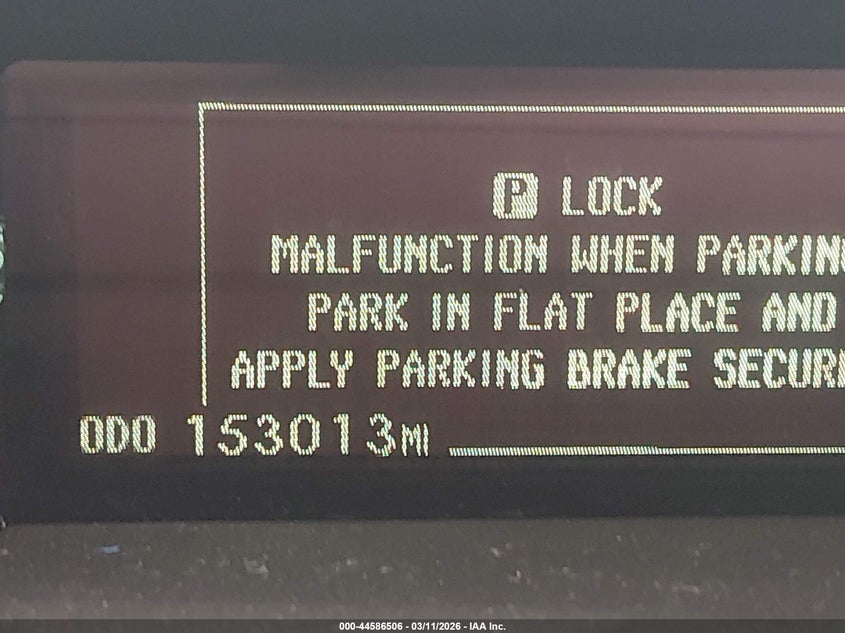 P LOCK
MALFUNCTION WHEN PARKING
PARK IN FLAT PLACE AND
APPLY PARKING BRAKE SECUR
ODO 153013MI
000-44586506 - 03/11/2026 - IAA Inc.